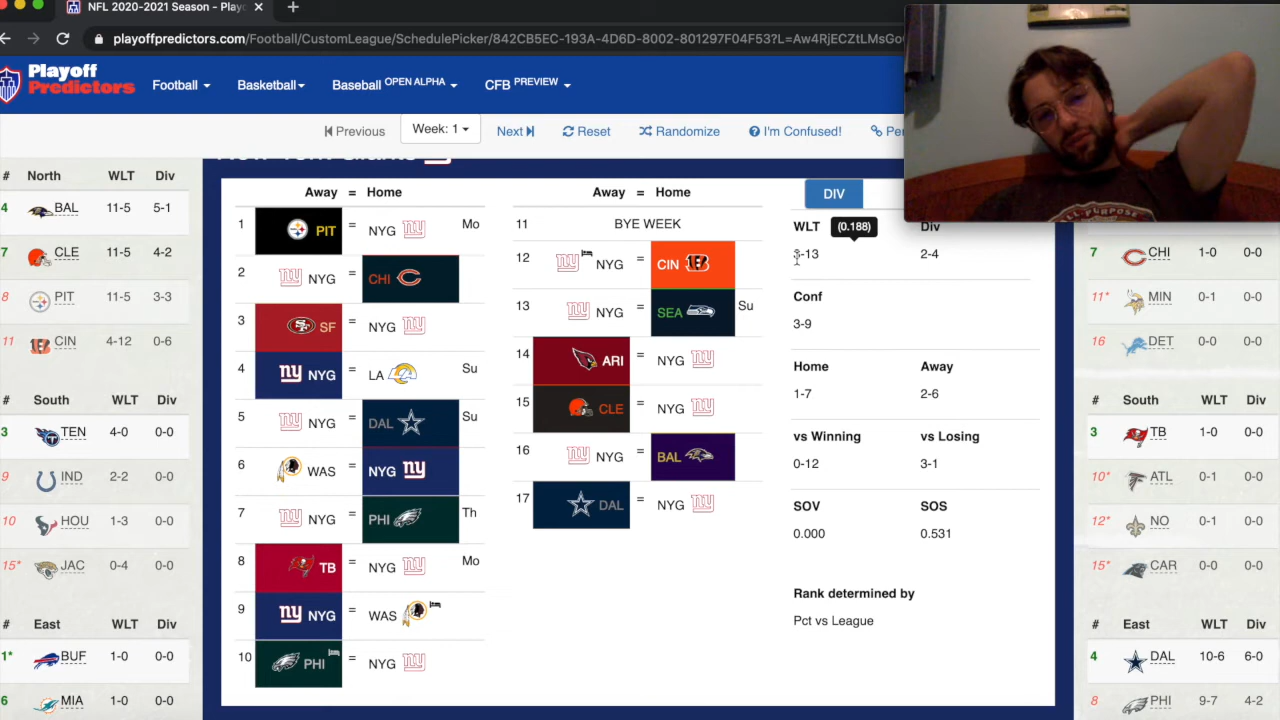 NFL 2020-2021 Season - Playof
playoffpredictors.com/Football/CustomLeague/SchedulePicker/842CB5EC-193A-4D6D-8002-801297F04F53?L=Aw4RjECZtLMsGo
Playoff
Predictors
Football
Basketball
Baseball OPEN ALPHA
CFB PREVIEW
Previous
Week: 1
Next
Reset
Randomize
I'm Confused!
Per
# North WLT Div
4 BAL 11-5 5-1
7 CLE 11-5 4-2
8 PIT 11-5 3-3
11 CIN 4-12 0-6
# South WLT Div
3 TEN 4-0 0-0
9 IND 2-2 0-0
10 HOU 1-3 0-0
15* JAC 0-4 0-0
# East WLT Div
1* BUF 1-0 0-0
6 MIA 1-0 0-0
Away = Home
1 PIT = NYG Mo
2 NYG = CHI
3 SF = NYG
4 NYG = LA Su
5 NYG = DAL Su
6 WAS = NYG
7 NYG = PHI Th
8 TB = NYG Mo
9 NYG = WAS
10 PHI = NYG
Away = Home
11 BYE WEEK
12 NYG = CIN
13 NYG = SEA Su
14 ARI = NYG
15 CLE = NYG
16 NYG = BAL
17 DAL = NYG
DIV
WLT (0.188) Div
-13 2-4
Conf
3-9
Home Away
1-7 2-6
vs Winning vs Losing
0-12 3-1
SOV SOS
0.000 0.531
Rank determined by
Pct vs League
ALL PURPOSE
7 CHI 1-0 0-0
11* MIN 0-1 0-0
16 DET 0-0 0-0
# South WLT Div
3 TB 1-0 0-0
10* ATL 0-1 0-0
12* NO 0-1 0-0
15* CAR 0-0 0-0
# East WLT Div
4 DAL 10-6 6-0
8 PHI 9-7 4-2